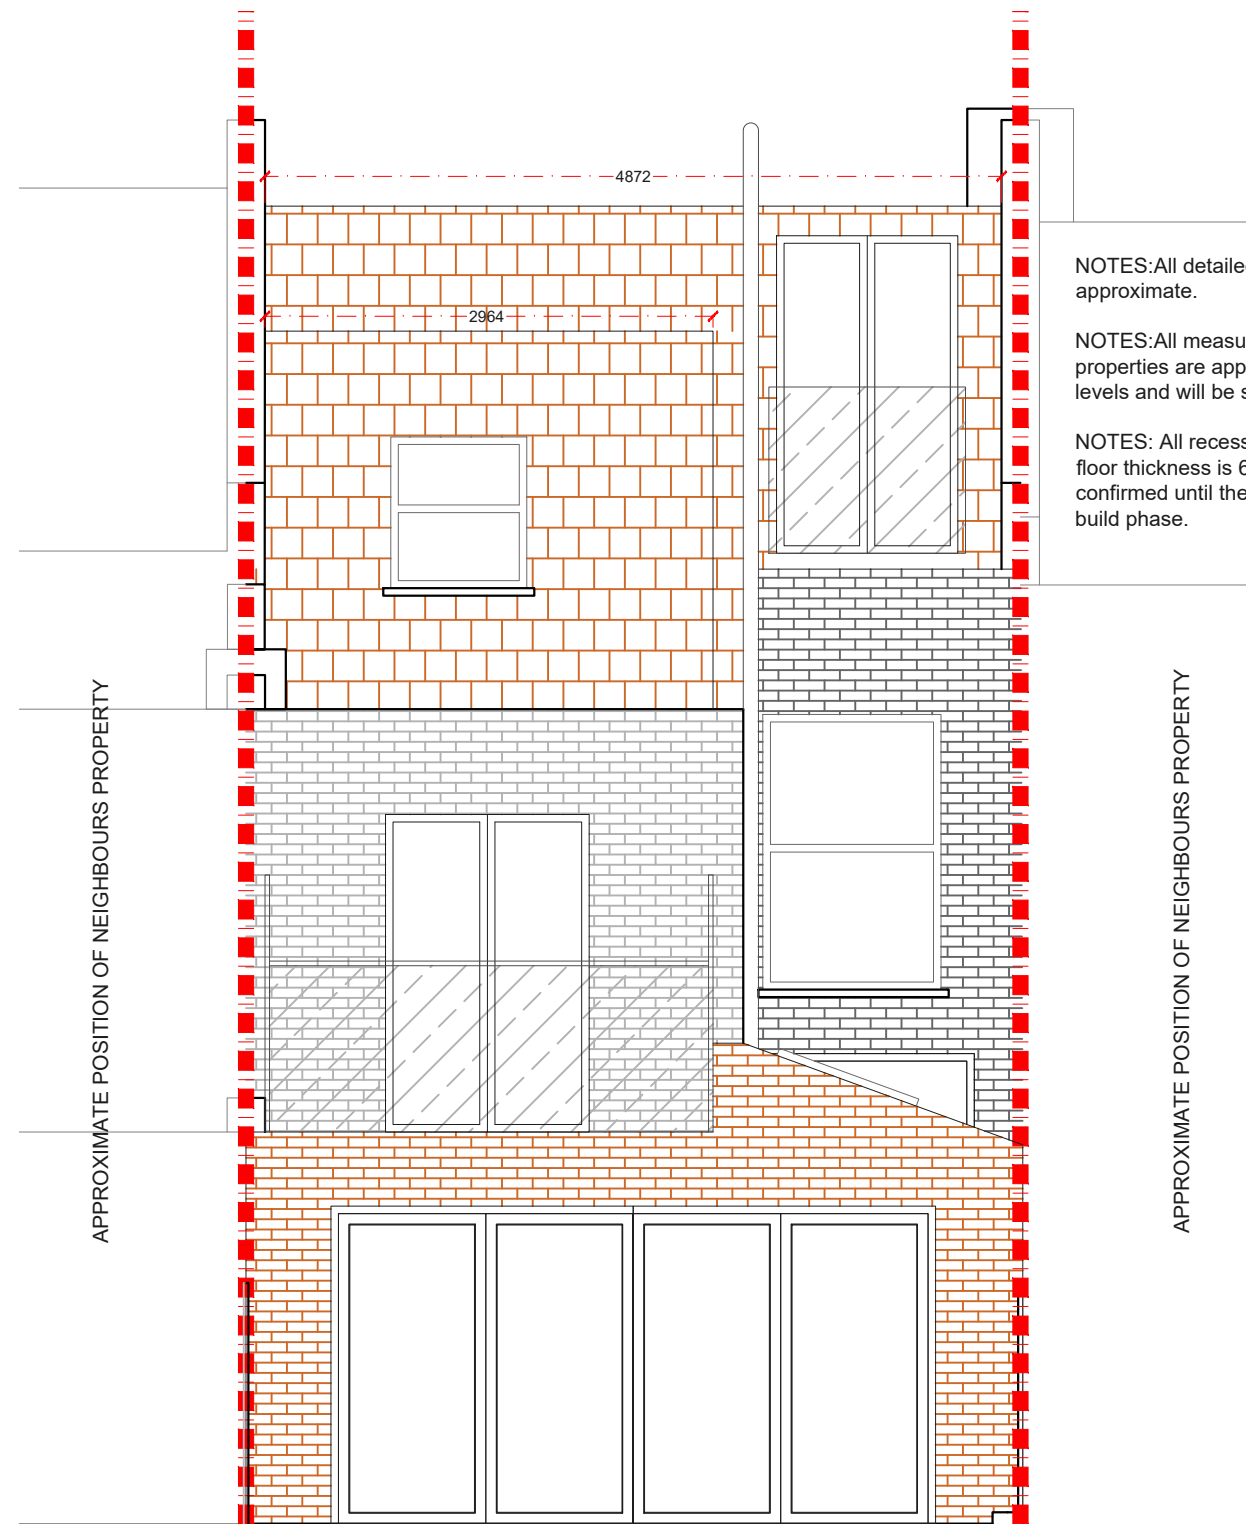 4872
2964
NOTES:All detailed
approximate.
NOTES:All measu
properties are app
levels and will be s
NOTES: All recess
floor thickness is 6
confirmed until the
build phase.
APPROXIMATE POSITION OF NEIGHBOURS PROPERTY
APPROXIMATE POSITION OF NEIGHBOURS PROPERTY